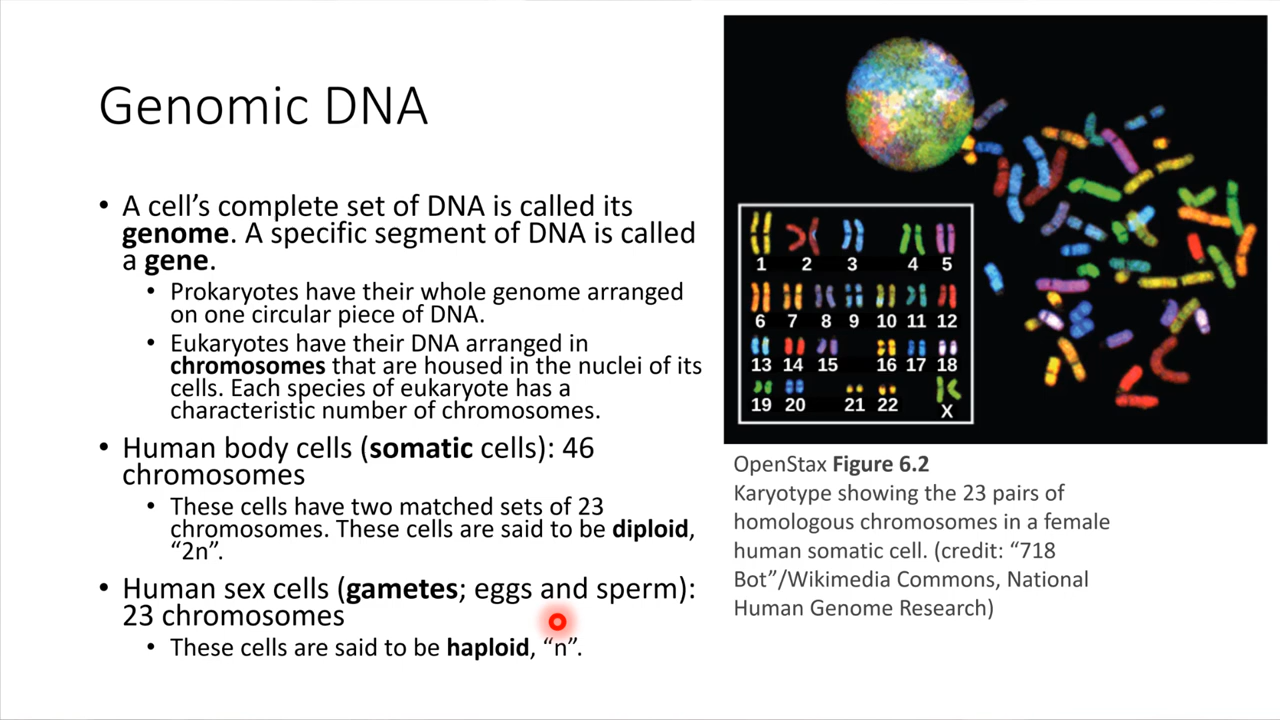 Genomic DNA
• A cell’s complete set of DNA is called its
genome. A specific segment of DNA is called
a gene.
• Prokaryotes have their whole genome arranged
on one circular piece of DNA.
• Eukaryotes have their DNA arranged in
chromosomes that are housed in the nuclei of its
cells. Each species of eukaryote has a
characteristic number of chromosomes.
• Human body cells (somatic cells): 46
chromosomes
• These cells have two matched sets of 23
chromosomes. These cells are said to be diploid,
“2n”.
• Human sex cells (gametes; eggs and sperm):
23 chromosomes
• These cells are said to be haploid, “n”.
1 2 3 4 5
6 7 8 9 10 11 12
13 14 15 16 17 18
19 20 21 22 X
OpenStax Figure 6.2
Karyotype showing the 23 pairs of
homologous chromosomes in a female
human somatic cell. (credit: “718
Bot”/Wikimedia Commons, National
Human Genome Research)